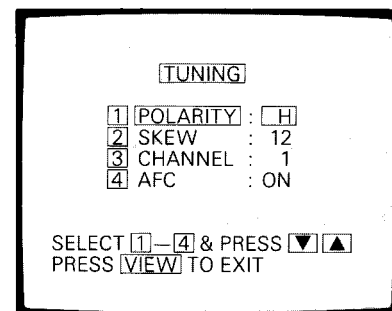 TUNING
1 POLARITY : H
2 SKEW : 12
3 CHANNEL : 1
4 AFC : ON
SELECT 1—4 & PRESS ▼ ▲
PRESS VIEW TO EXIT